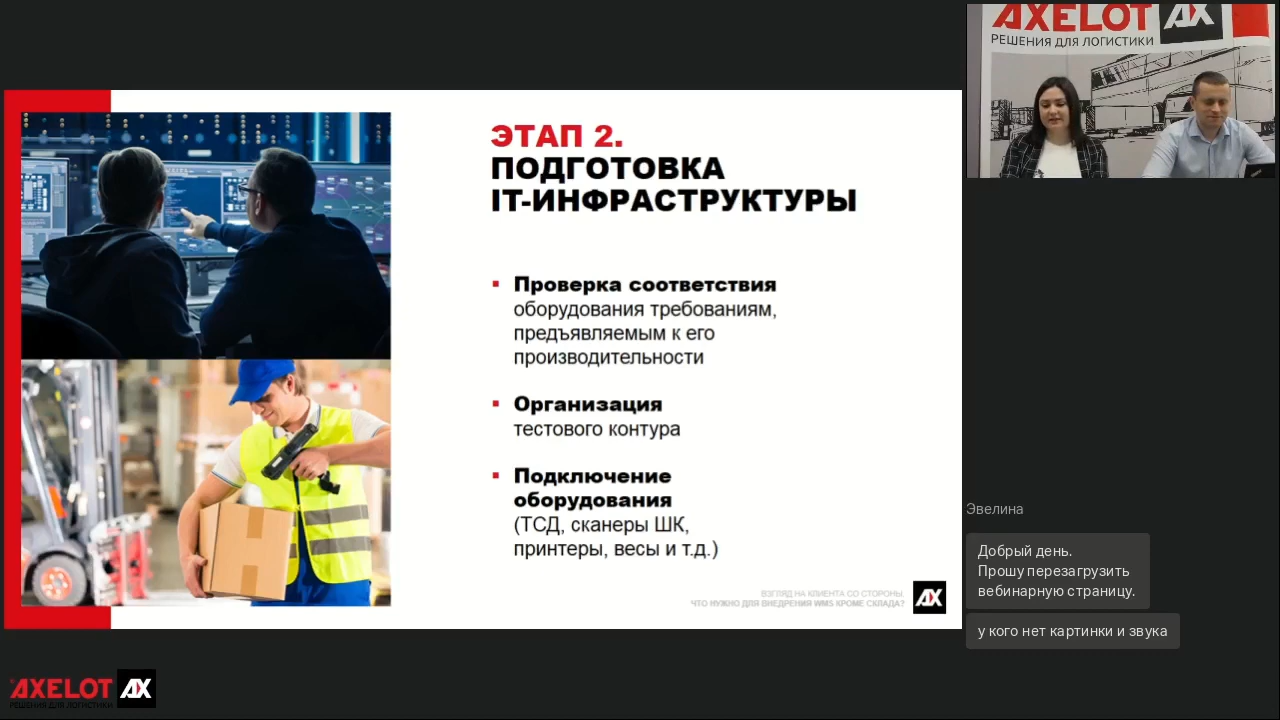 ЭТАП 2.
ПОДГОТОВКА
IT-ИНФРАСТРУКТУРЫ
Проверка соответствия
оборудования требованиям,
предъявляемым к его
производительности
Организация
тестового контура
Подключение
оборудования
(ТСД, сканеры ШК,
принтеры, весы и т.д.)
ВЗГЛЯД НА КЛИЕНТА СО СТОРОНЫ.
ЧТО НУЖНО ДЛЯ ВНЕДРЕНИЯ WMS КРОМЕ СКЛАДА?
AX
AXELOT AX
РЕШЕНИЯ ДЛЯ ЛОГИСТИКИ
AXELOT AX
РЕШЕНИЯ ДЛЯ ЛОГИСТИКИ
Эвелина
Добрый день.
Прошу перезагрузить
вебинарную страницу.
у кого нет картинки и звука